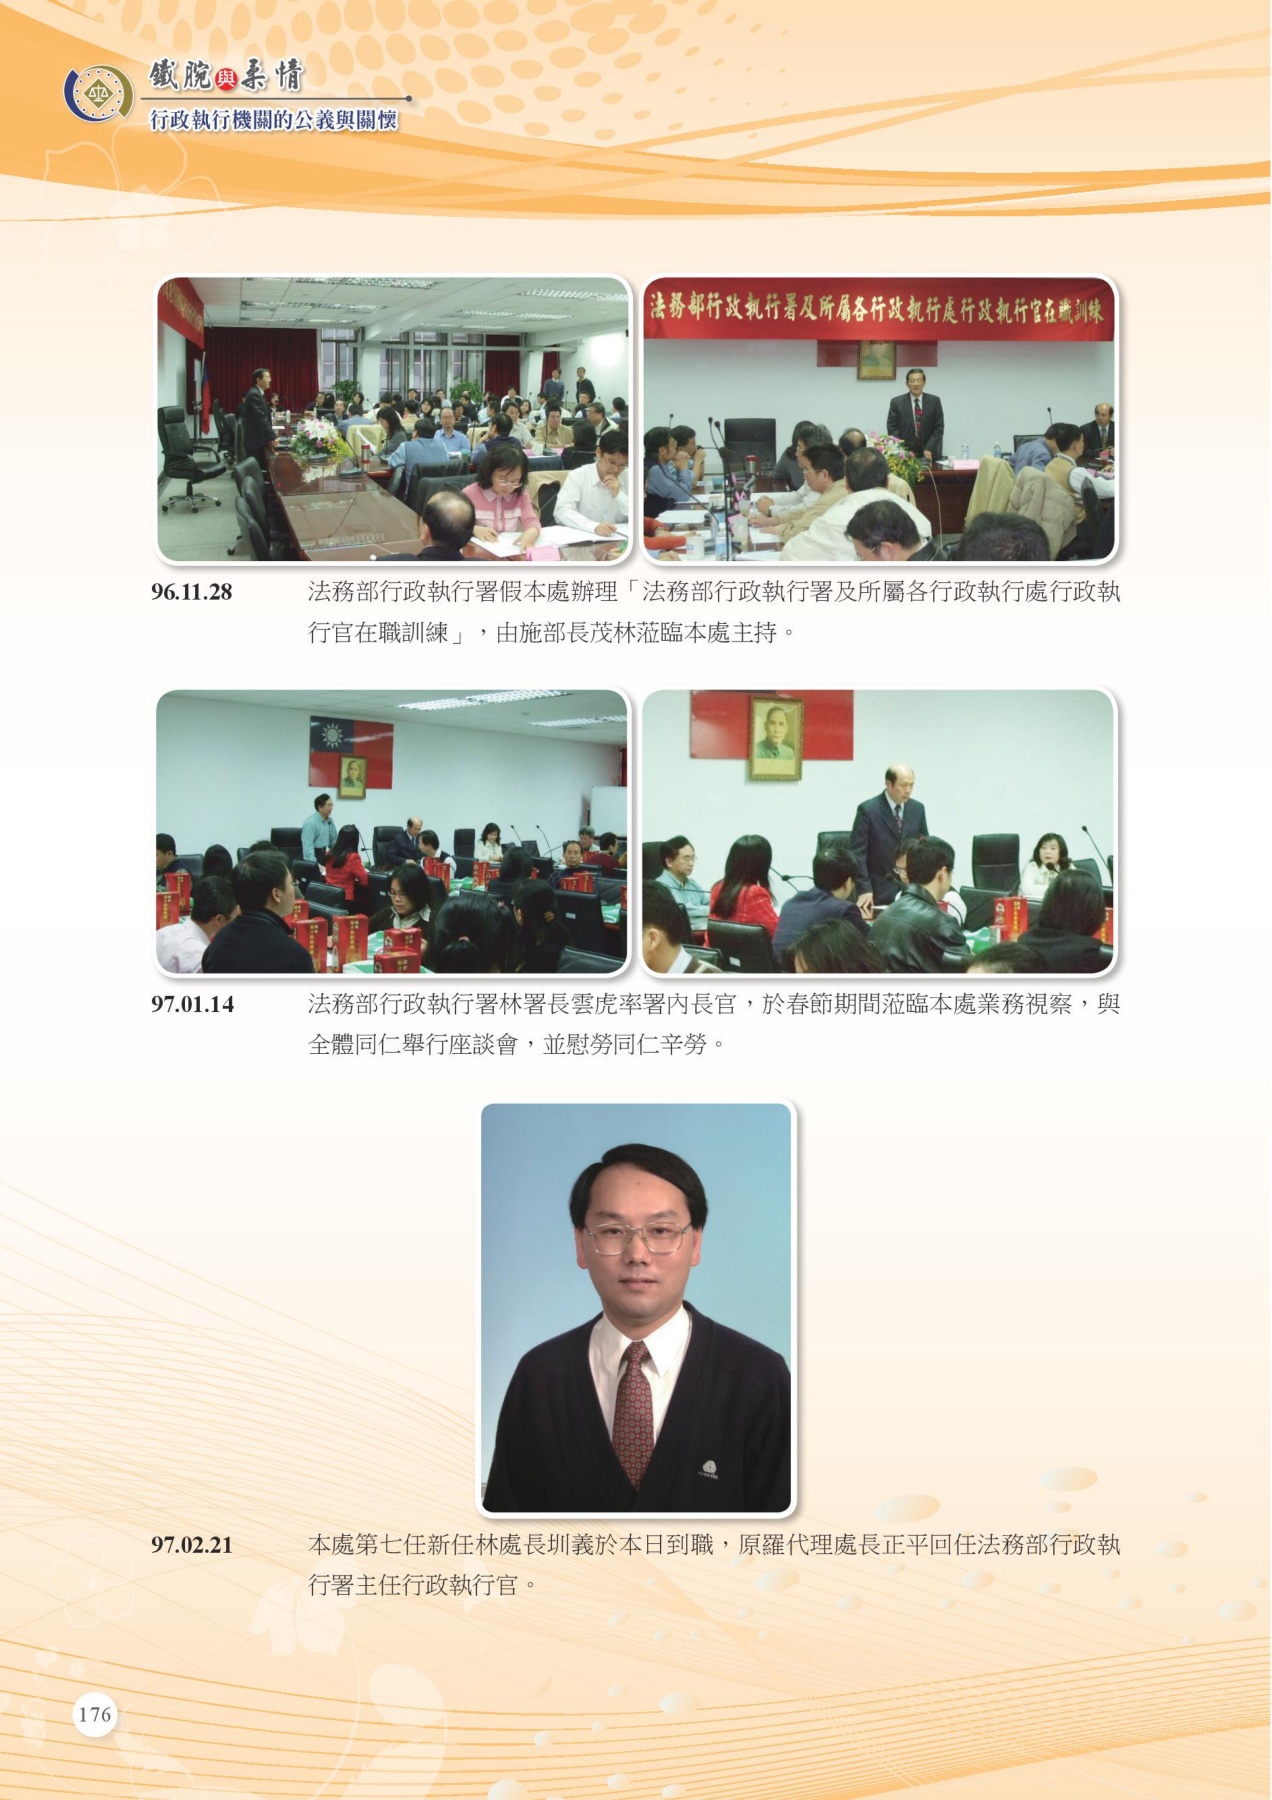 鐵腕與柔情
行政執行機關的公義與關懷
法務部行政執行署及所屬各行政執行處行政執行官在職訓練
96.11.28 法務部行政執行署假本處辦理「法務部行政執行署及所屬各行政執行處行政執
行官在職訓練」，由施部長茂林蒞臨本處主持。
97.01.14 法務部行政執行署林署長雲虎率署內長官，於春節期間蒞臨本處業務視察，與
全體同仁舉行座談會，並慰勞同仁辛勞。
97.02.21 本處第七任新任林處長圳義於本日到職，原羅代理處長正平回任法務部行政執
行署主任行政執行官。
176